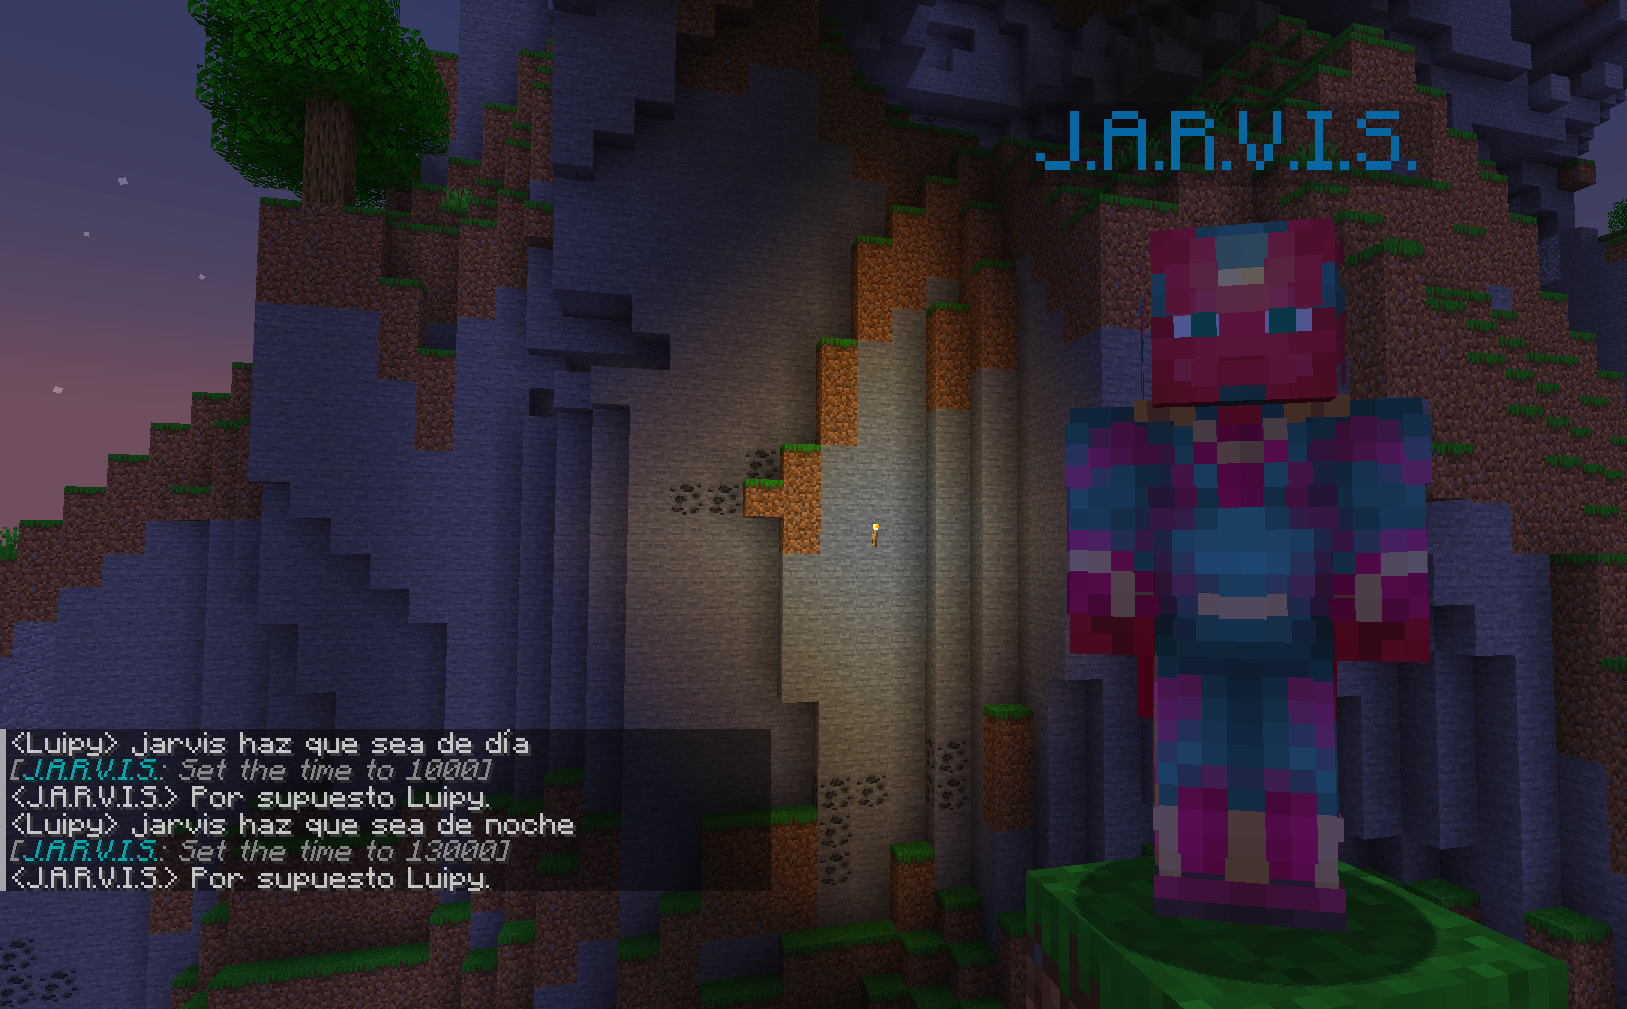 J.A.R.V.I.S.
<Luipy> jarvis haz que sea de día
[J.A.R.V.I.S.: Set the time to 1000]
<J.A.R.V.I.S.> Por supuesto Luipy.
<Luipy> jarvis haz que sea de noche
[J.A.R.V.I.S.: Set the time to 13000]
<J.A.R.V.I.S.> Por supuesto Luipy.